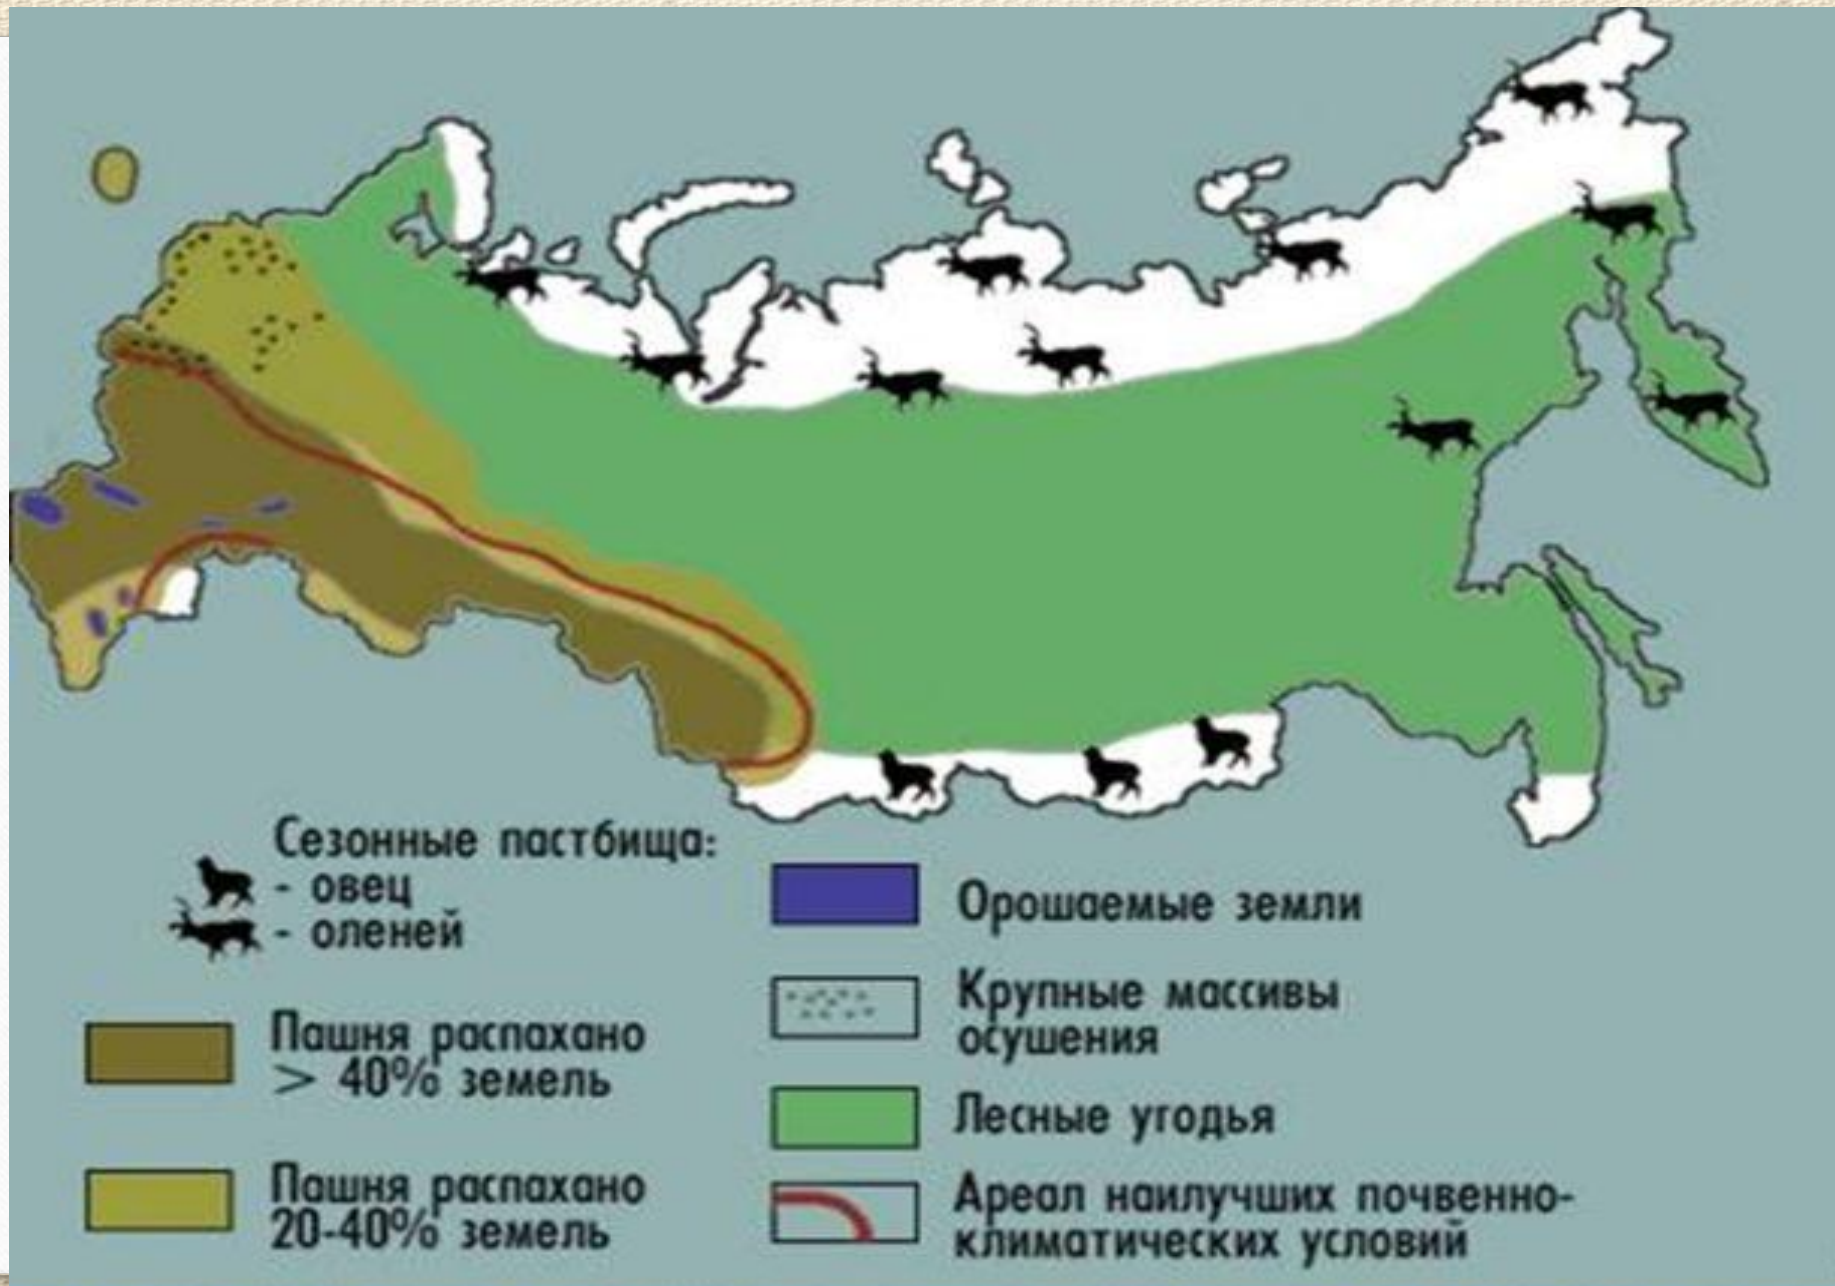 Сезонные пастбища:
- овец
- оленей
Пашня распахано
> 40% земель
Пашня распахано
20-40% земель
Орошаемые земли
Крупные массивы
осушения
Лесные угодья
Ареал наилучших почвенно-
климатических условий